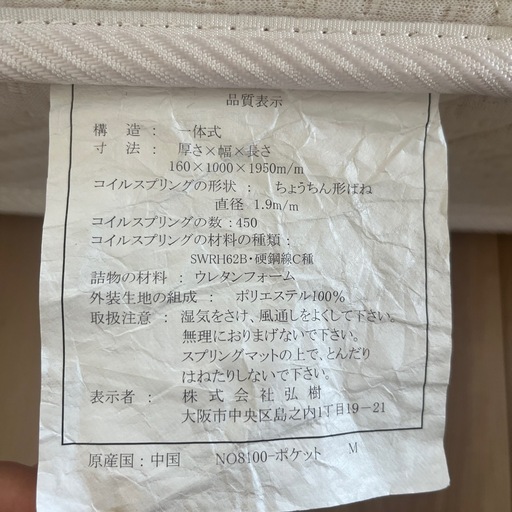 品質表示
構　造 : 一体式
寸　法 : 厚さ×幅×長さ
160×1000×1950m/m
コイルスプリングの形状 : ちょうちん形ばね
直径 1.9m/m
コイルスプリングの数 : 450
コイルスプリングの材料の種類 :
SWRH62B・硬鋼線C種
詰物の材料 : ウレタンフォーム
外装生地の組成 : ポリエステル100%
取扱注意 : 湿気をさけ、風通しをよくして下さい。
無理におりまげないで下さい。
スプリングマットの上で、とんだり
はねたりしないで下さい。
表示者 : 株式会社弘樹
大阪市中央区島之内1丁目19-21
原産国 : 中国　NO8100-ポケット　M